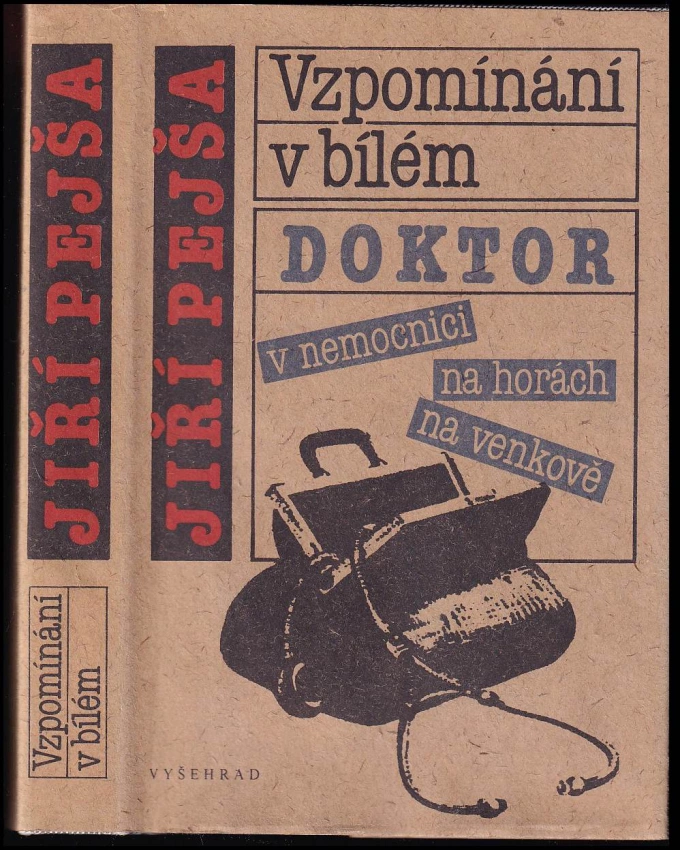 JIŘÍ PEJŠA
Vzpomínání
v bílém
JIŘÍ PEJŠA
Vzpomínání
v bílém
DOKTOR
v nemocnici
na horách
na venkově
VYŠEHRAD